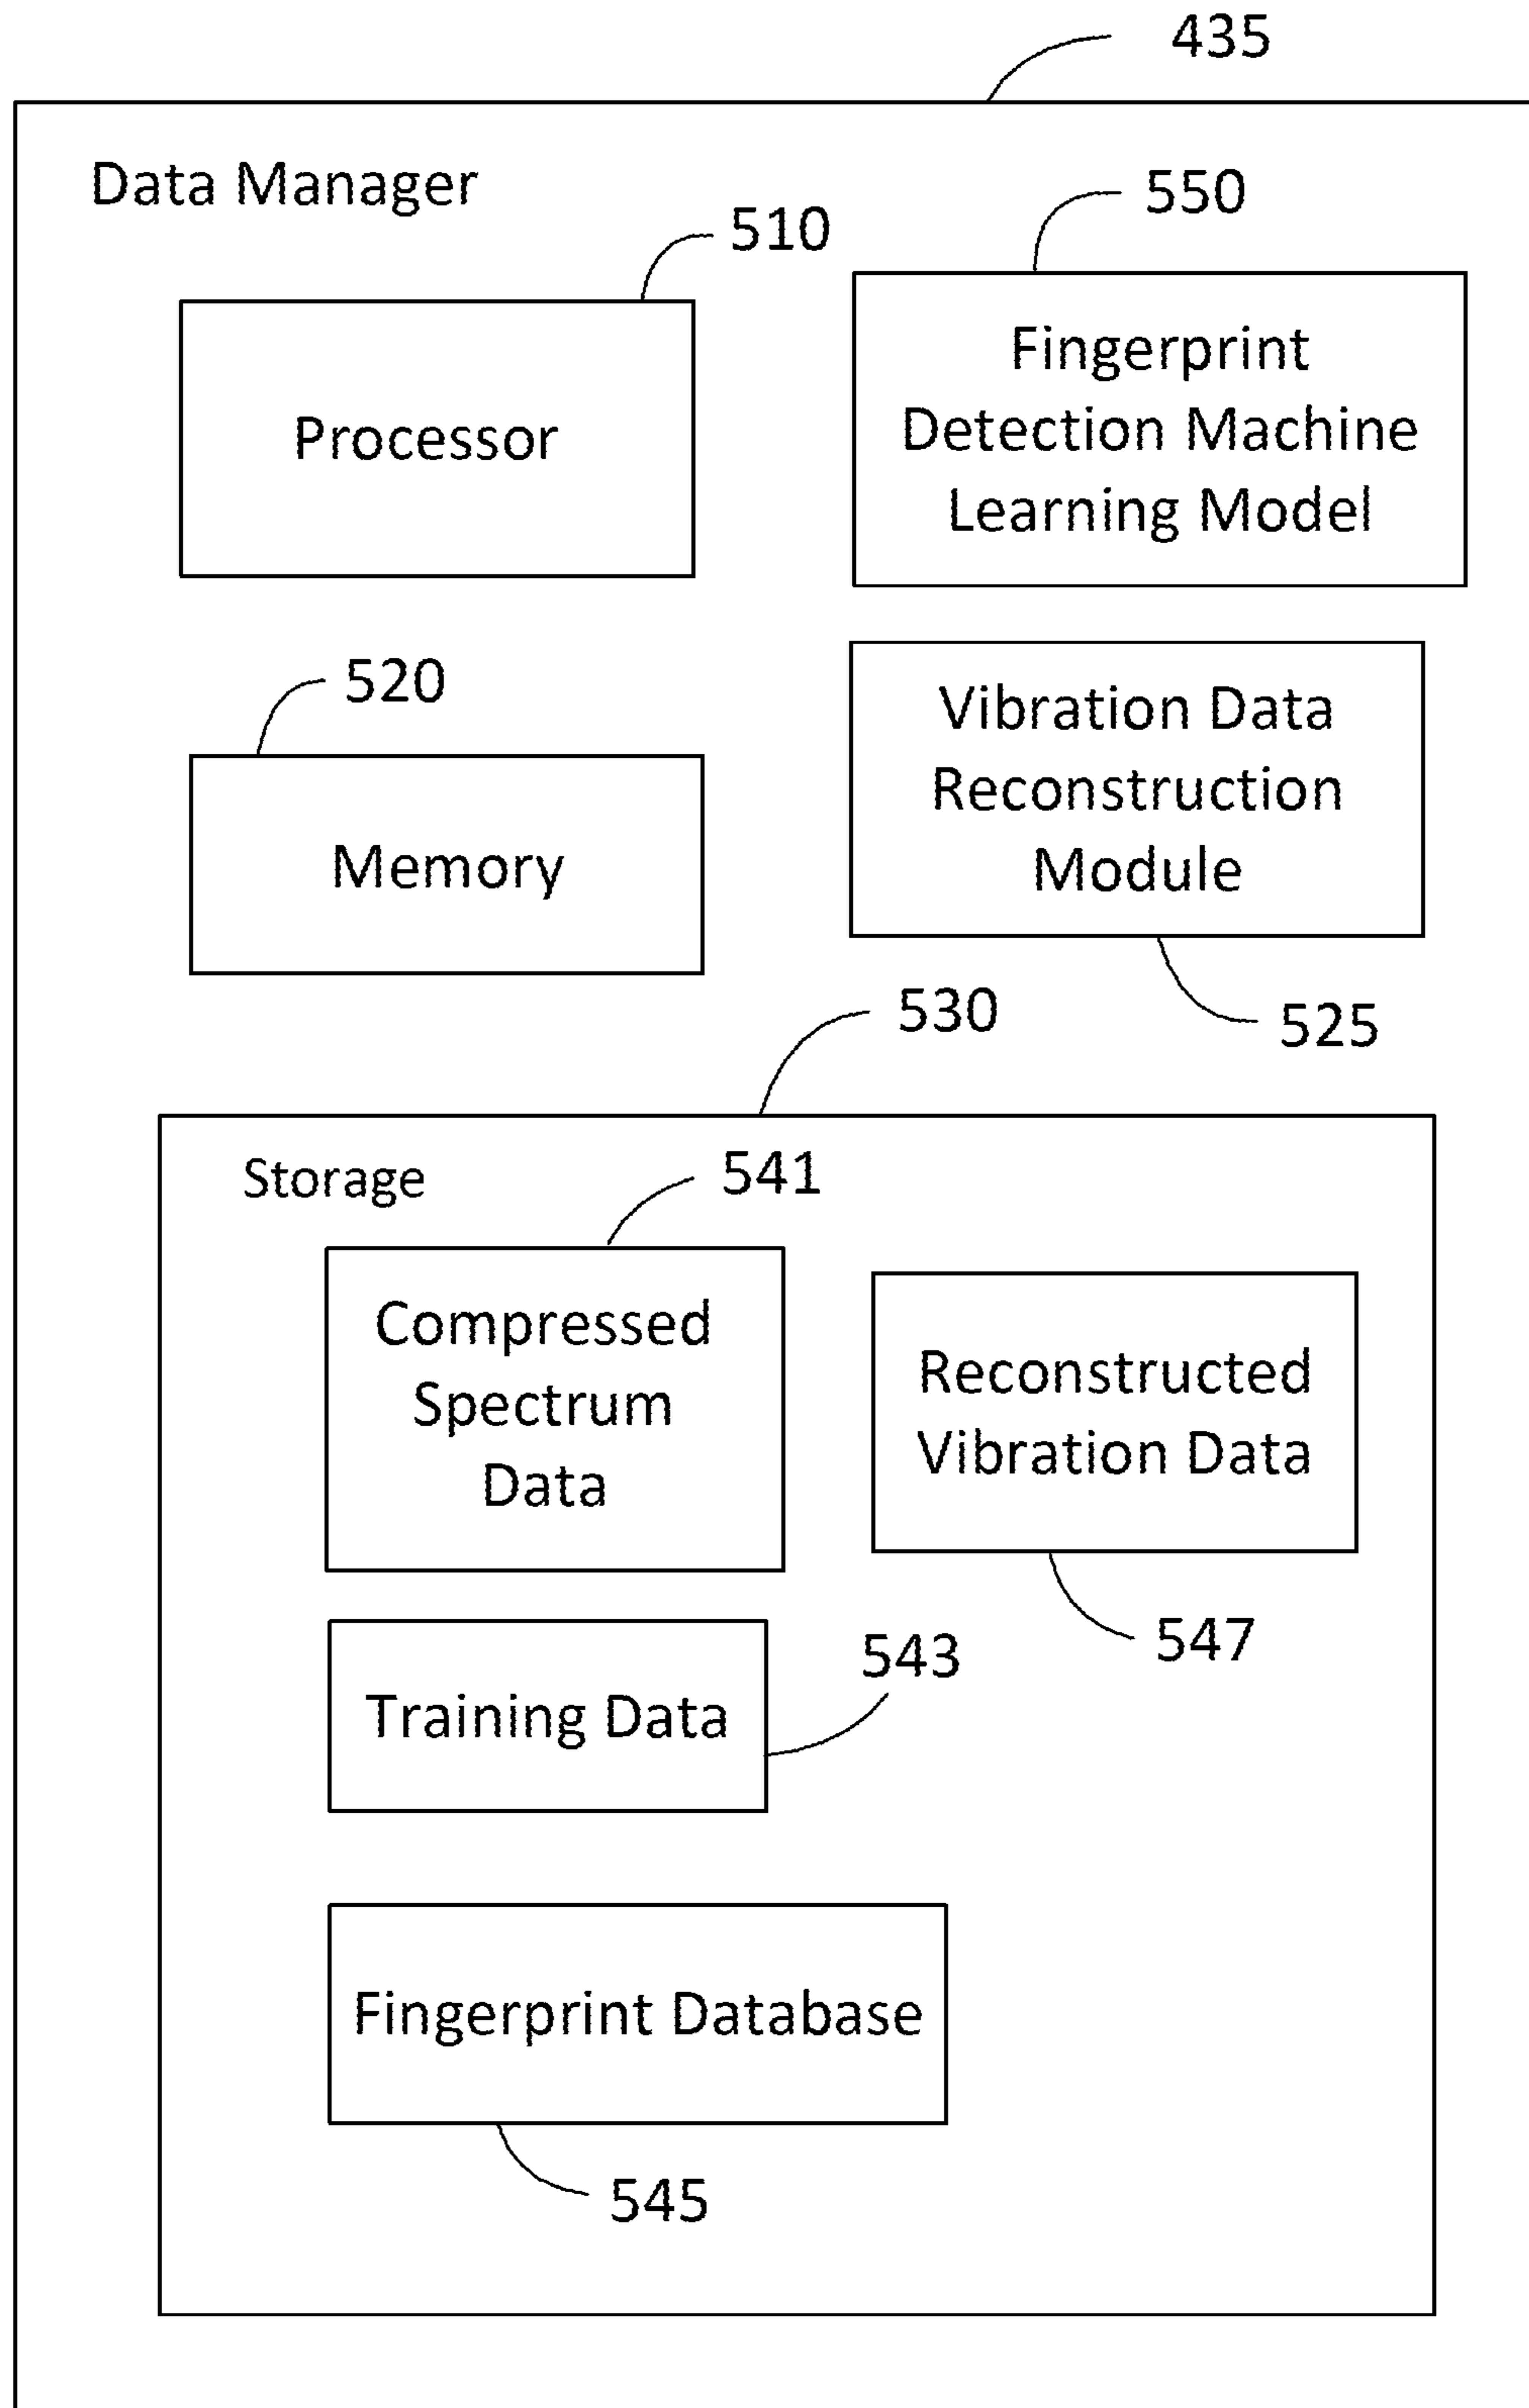 435
Data Manager
510
550
Processor
Fingerprint
Detection Machine
Learning Model
520
Memory
Vibration Data
Reconstruction
Module
525
530
Storage
541
Compressed
Spectrum
Data
Reconstructed
Vibration Data
547
Training Data
543
Fingerprint Database
545